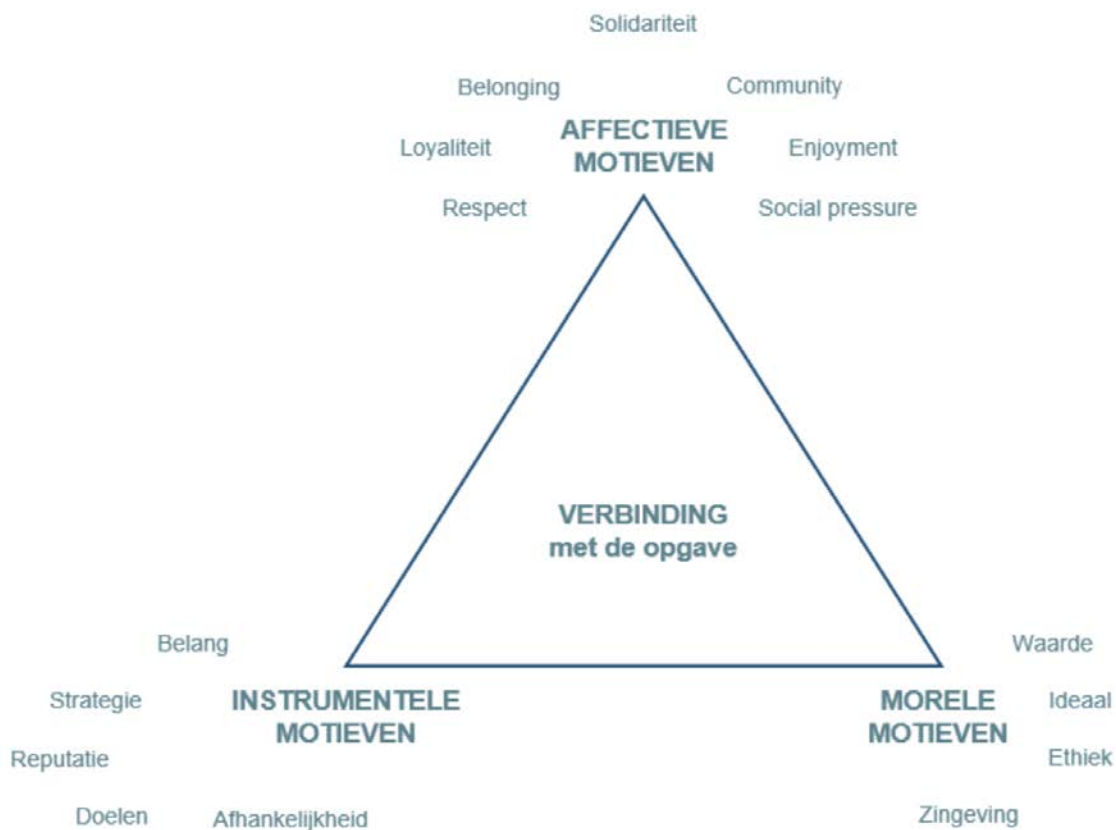 Solidariteit
Belonging
Community
AFFECTIEVE
MOTIEVEN
Loyaliteit
Enjoyment
Respect
Social pressure
VERBINDING
met de opgave
Belang
Waarde
Strategie
INSTRUMENTELE
MOTIEVEN
MORELE
MOTIEVEN
Ideaal
Reputatie
Ethiek
Doelen
Afhankelijkheid
Zingeving